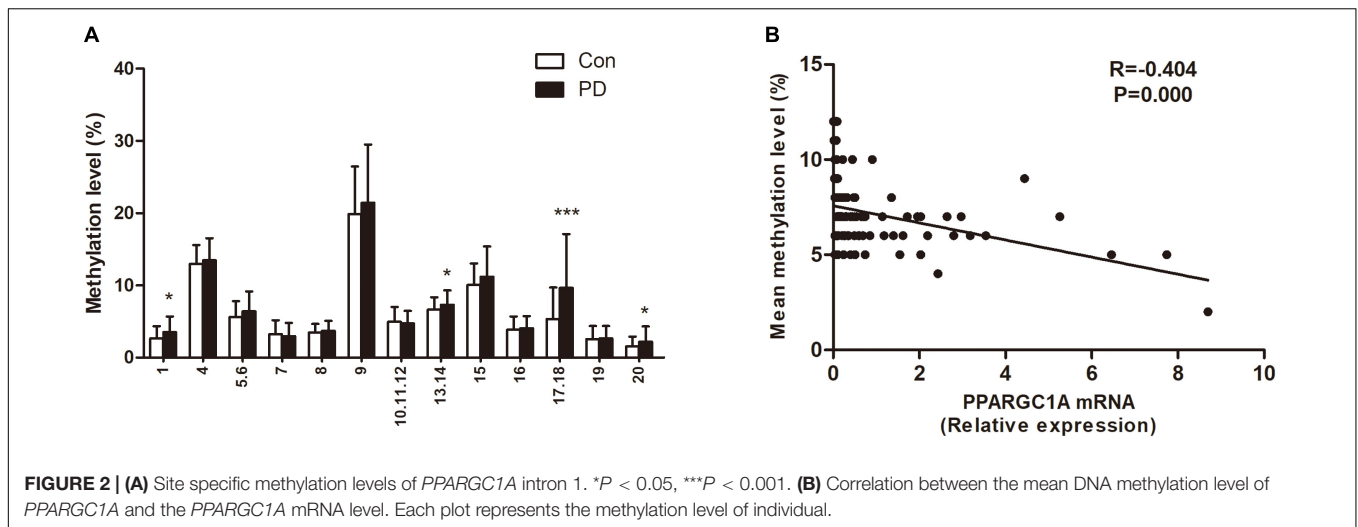 A
Con
PD
Methylation level (%)
40
30
20
10
0
*
*
***
*
1
4
5.6
7
8
9
10.11.12
13.14
15
16
17.18
19
20
B
R=-0.404
P=0.000
Mean methylation level (%)
15
10
5
0
0
2
4
6
8
10
PPARGC1A mRNA
(Relative expression)
FIGURE 2 | (A) Site specific methylation levels of PPARGC1A intron 1. *P < 0.05, ***P < 0.001. (B) Correlation between the mean DNA methylation level of
PPARGC1A and the PPARGC1A mRNA level. Each plot represents the methylation level of individual.